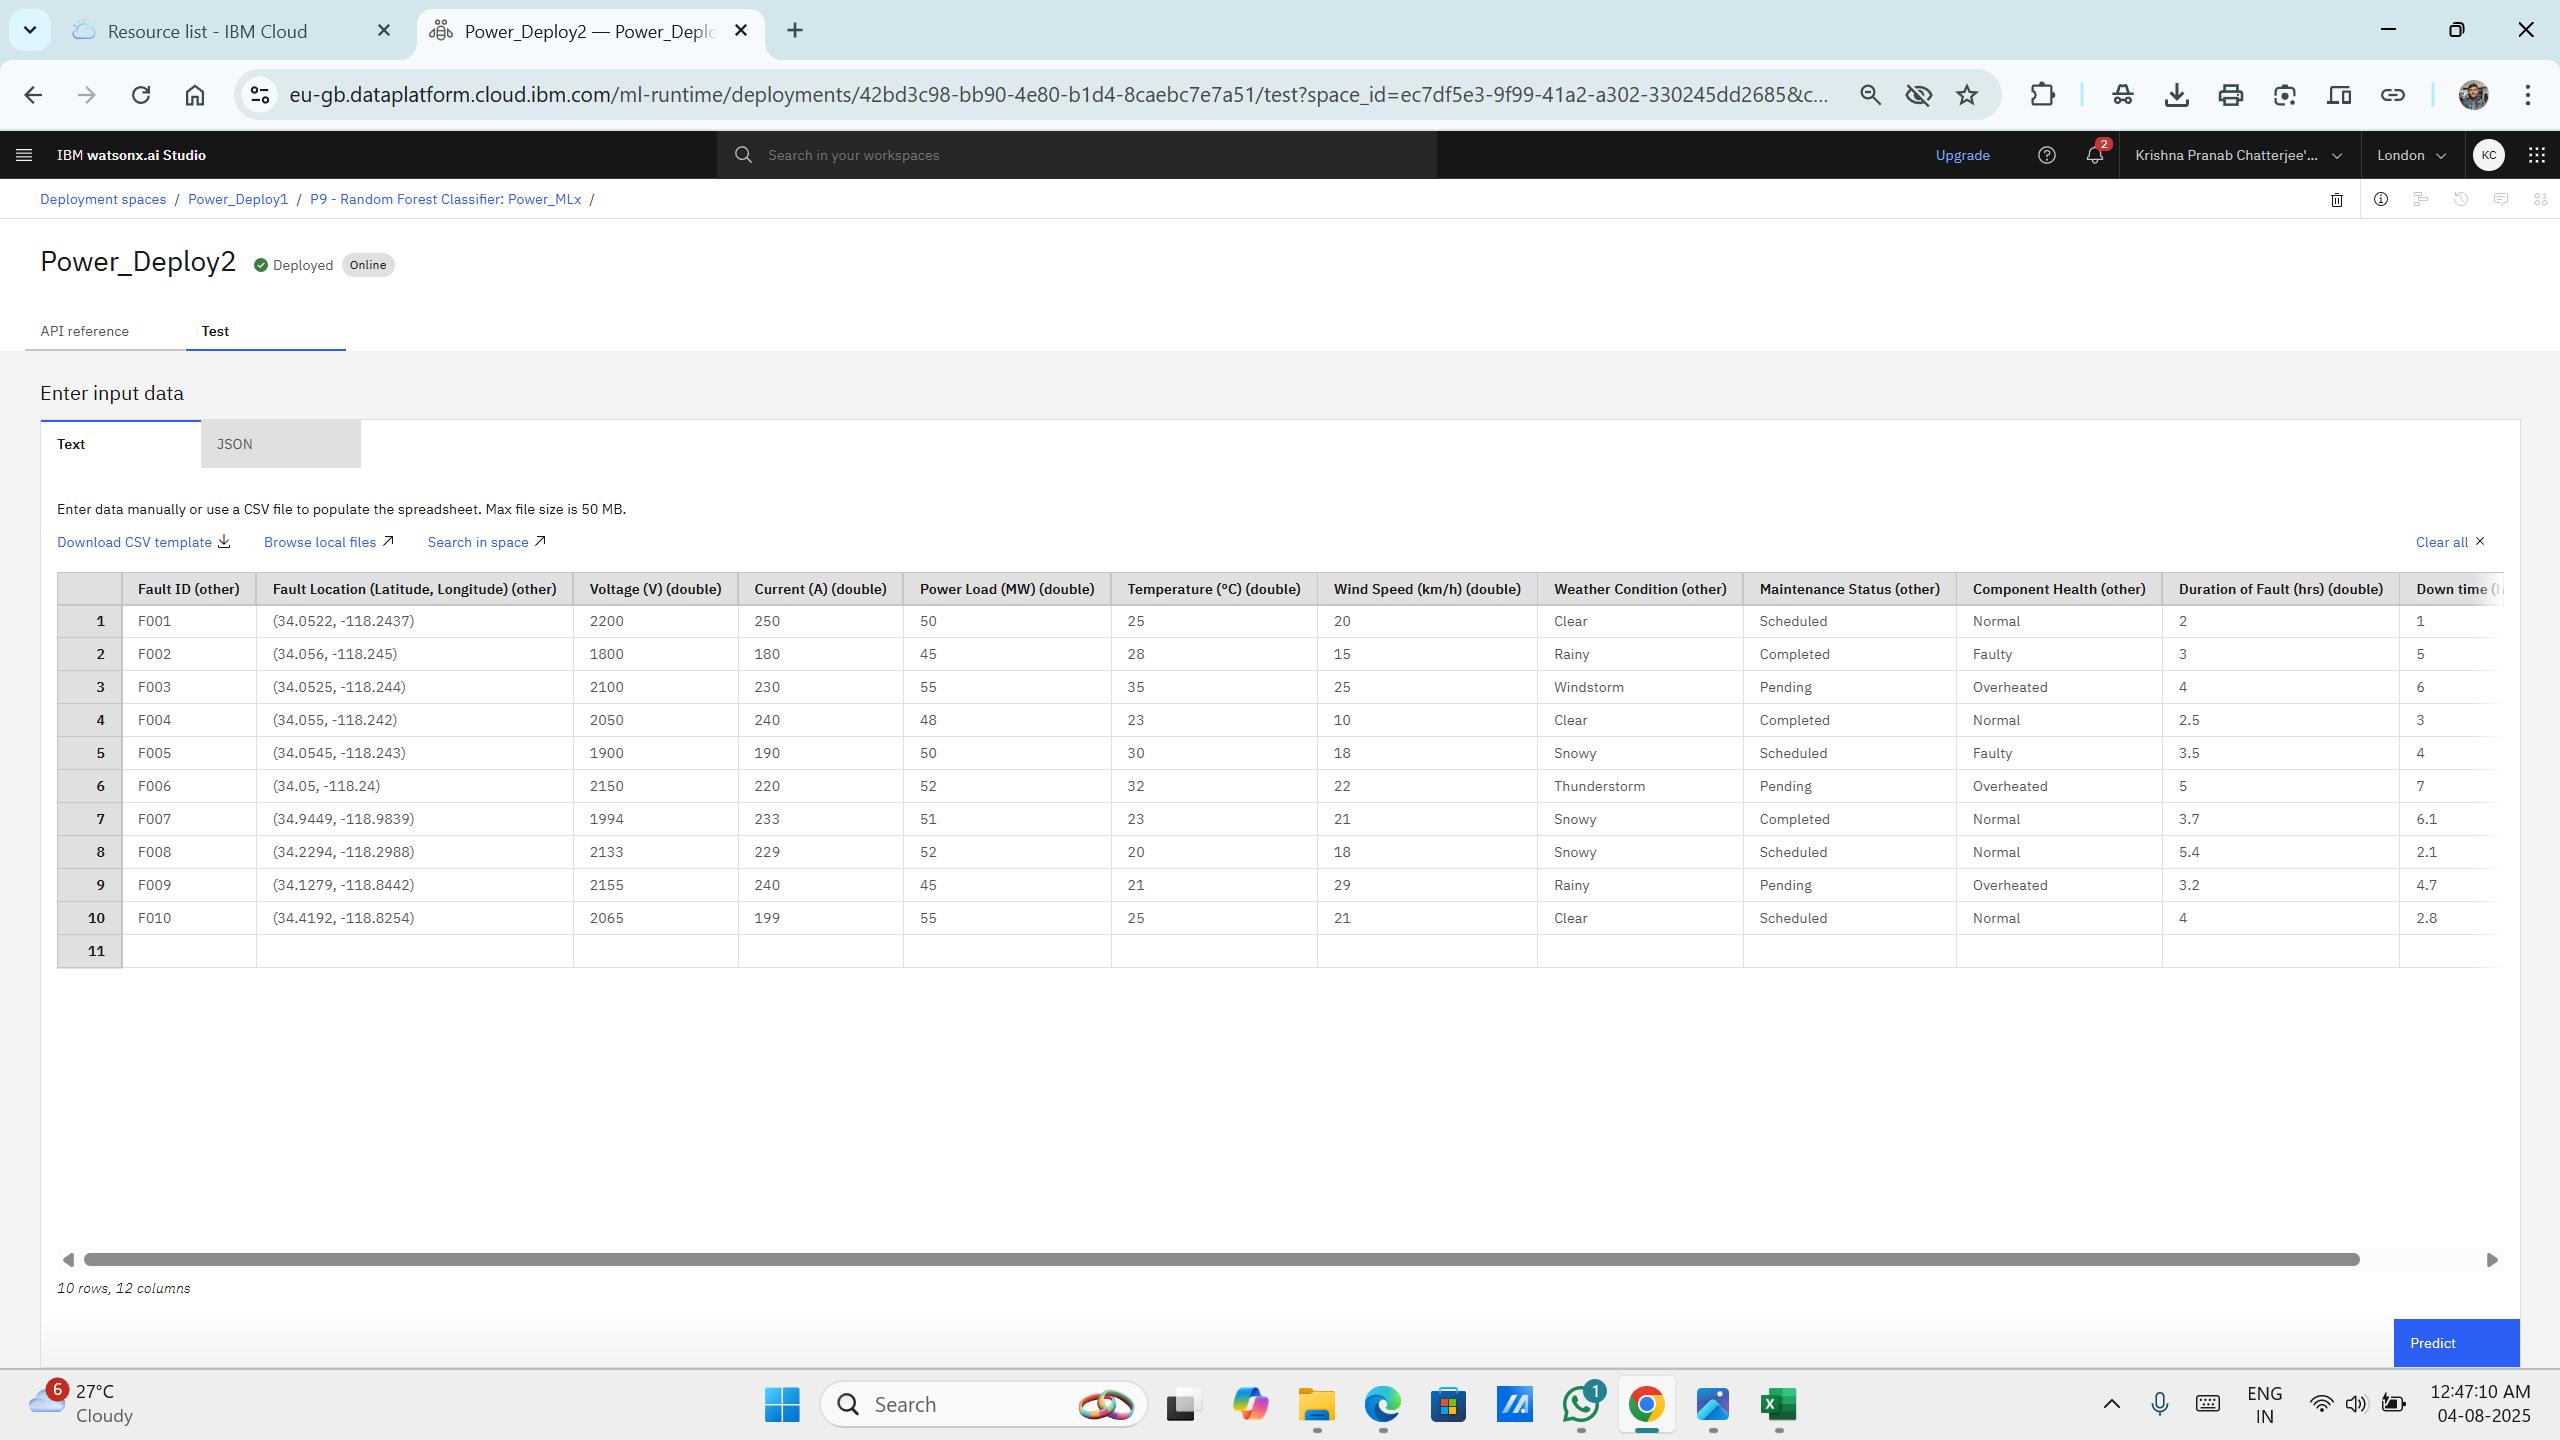 Resource list - IBM Cloud
Power_Deploy2 — Power_Deplo
eu-gb.dataplatform.cloud.ibm.com/ml-runtime/deployments/42bd3c98-bb90-4e80-b1d4-8caebc7e7a51/test?space_id=ec7df5e3-9f99-41a2-a302-330245dd2685&c...
IBM watsonx.ai Studio
Search in your workspaces
Upgrade
2
Krishna Pranab Chatterjee'...
London
KC
Deployment spaces / Power_Deploy1 / P9 - Random Forest Classifier: Power_MLx /
Power_Deploy2 Deployed Online
API reference Test
Enter input data
Text JSON
Enter data manually or use a CSV file to populate the spreadsheet. Max file size is 50 MB.
Download CSV template Browse local files Search in space Clear all
Fault ID (other) Fault Location (Latitude, Longitude) (other) Voltage (V) (double) Current (A) (double) Power Load (MW) (double) Temperature (°C) (double) Wind Speed (km/h) (double) Weather Condition (other) Maintenance Status (other) Component Health (other) Duration of Fault (hrs) (double) Down time (h
1 F001 (34.0522, -118.2437) 2200 250 50 25 20 Clear Scheduled Normal 2 1
2 F002 (34.056, -118.245) 1800 180 45 28 15 Rainy Completed Faulty 3 5
3 F003 (34.0525, -118.244) 2100 230 55 35 25 Windstorm Pending Overheated 4 6
4 F004 (34.055, -118.242) 2050 240 48 23 10 Clear Completed Normal 2.5 3
5 F005 (34.0545, -118.243) 1900 190 50 30 18 Snowy Scheduled Faulty 3.5 4
6 F006 (34.05, -118.24) 2150 220 52 32 22 Thunderstorm Pending Overheated 5 7
7 F007 (34.9449, -118.9839) 1994 233 51 23 21 Snowy Completed Normal 3.7 6.1
8 F008 (34.2294, -118.2988) 2133 229 52 20 18 Snowy Scheduled Normal 5.4 2.1
9 F009 (34.1279, -118.8442) 2155 240 45 21 29 Rainy Pending Overheated 3.2 4.7
10 F010 (34.4192, -118.8254) 2065 199 55 25 21 Clear Scheduled Normal 4 2.8
11
10 rows, 12 columns
Predict
6
27°C
Cloudy
Search
1
ENG
IN
12:47:10 AM
04-08-2025